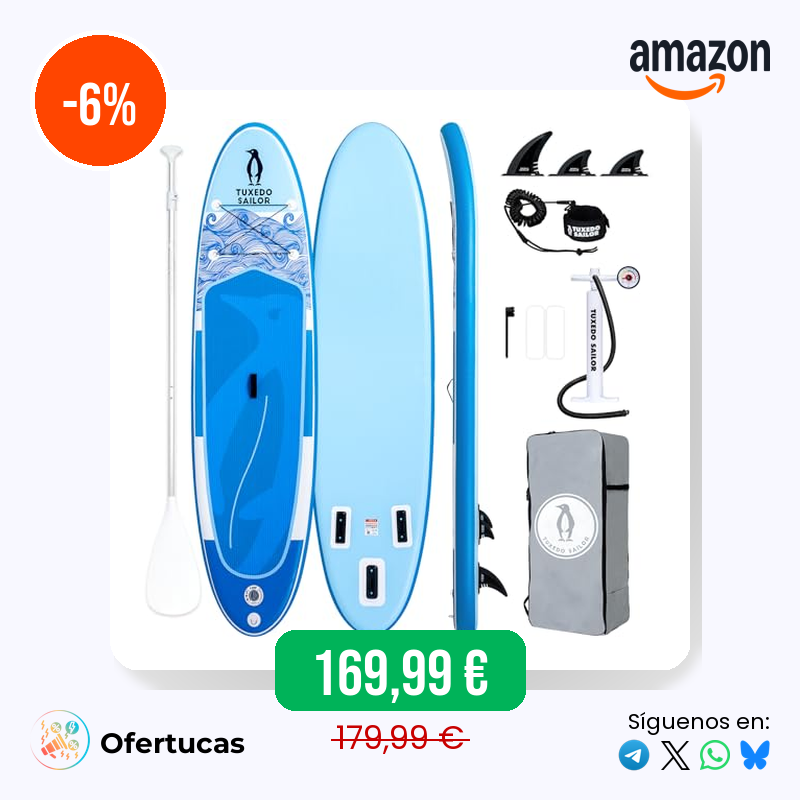 -6%
amazon
TUXEDO
SAILOR
TUXEDO
SAILOR
TUXEDO SAILOR
TUXEDO SAILOR
169,99 €
179,99 €
Ofertucas
Síguenos en: